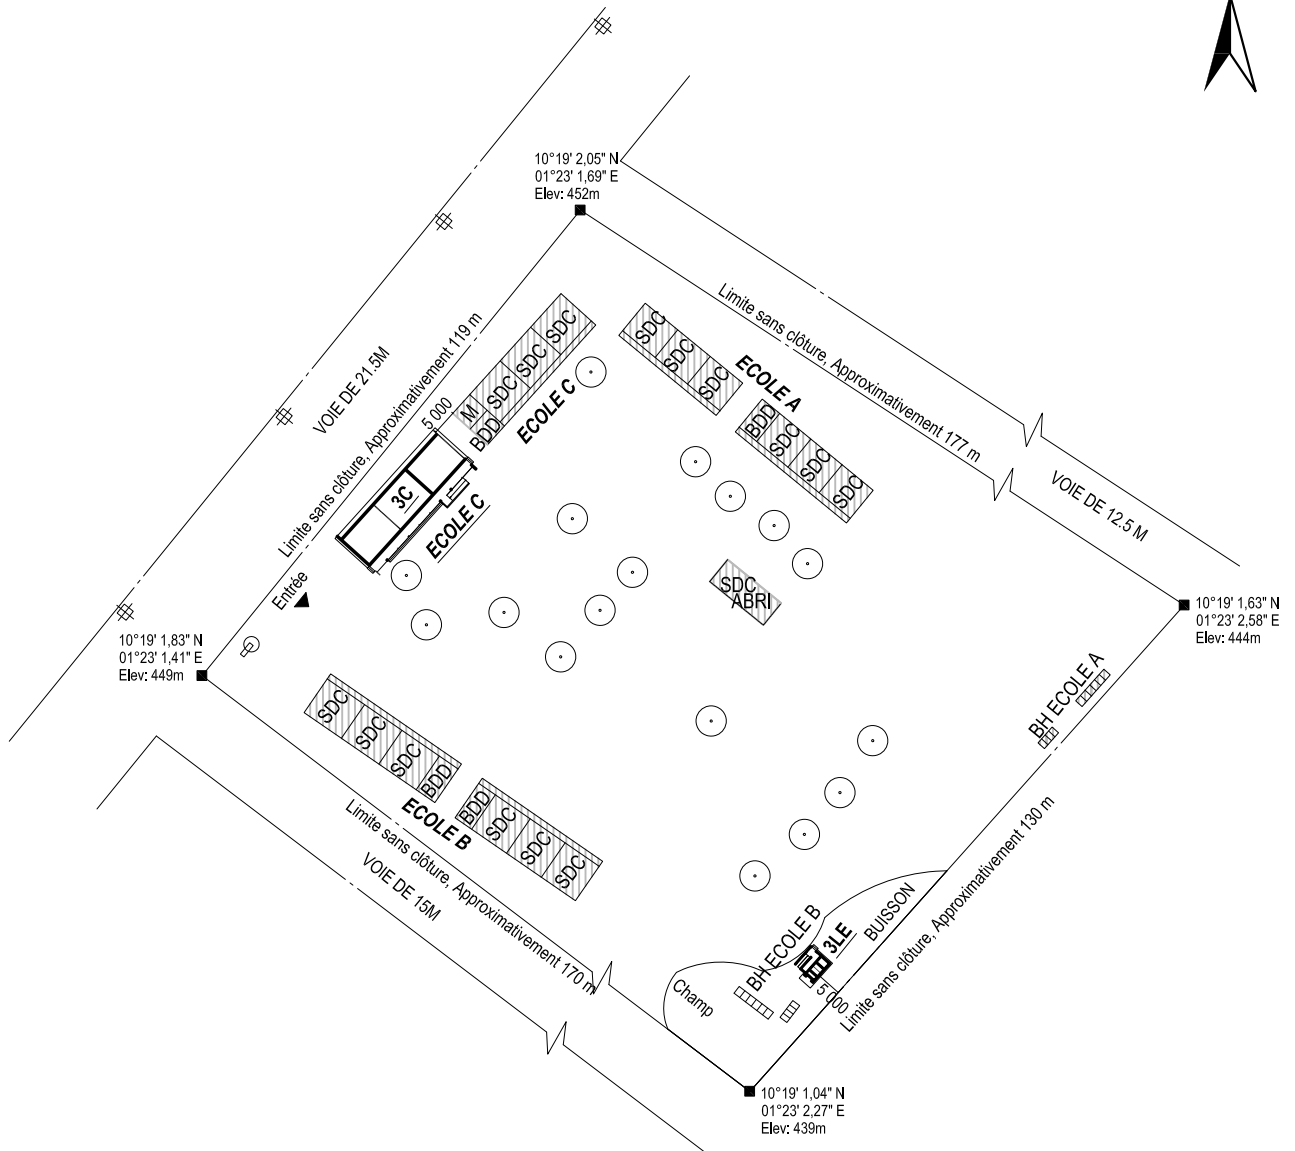 10°19' 2,05" N
01°23' 1,69" E
Elev: 452m
Limite sans clôture, Approximativement 177 m
VOIE DE 12.5 M
VOIE DE 21.5M
Limite sans clôture, Approximativement 119 m
SDC
SDC
SDC
M
BDD
ECOLE C
5 000
SDC
SDC
SDC
ECOLE A
BDD
SDC
SDC
SDC
3C
ECOLE C
Entrée
SDC
ABRI
10°19' 1,63" N
01°23' 2,58" E
Elev: 444m
10°19' 1,83" N
01°23' 1,41" E
Elev: 449m
BH ECOLE A
SDC
SDC
SDC
BDD
BDD
SDC
SDC
SDC
ECOLE B
Limite sans clôture, Approximativement 170 m
VOIE DE 15M
Limite sans clôture, Approximativement 130 m
BUISSON
BH ECOLE B
3LE
5 000
Champ
10°19' 1,04" N
01°23' 2,27" E
Elev: 439m